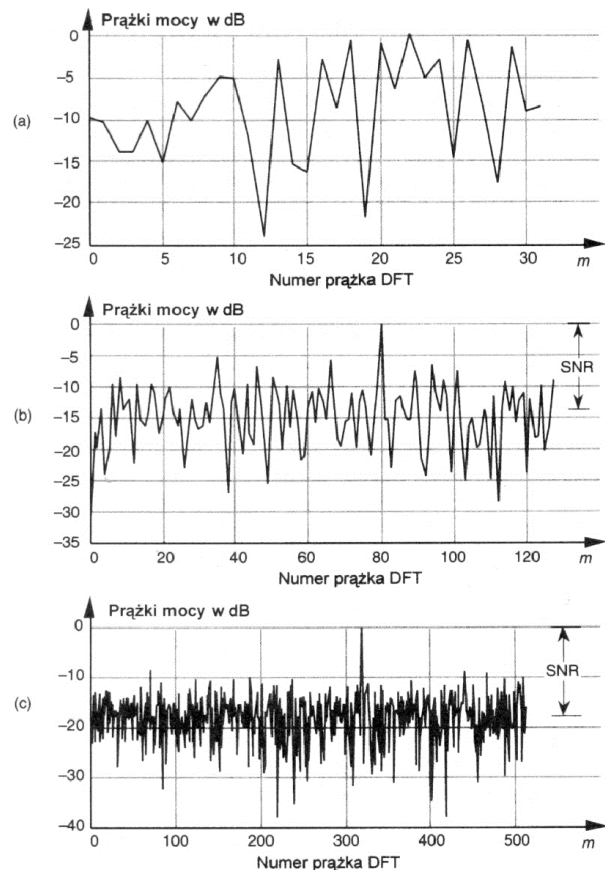 Prążki mocy w dB
0
−5
−10
−15
−20
−25
(a)
0 5 10 15 20 25 30 m
Numer prążka DFT
Prążki mocy w dB
0
−5
−10
−15
−20
−25
−30
−35
SNR
(b)
0 20 40 60 80 100 120 m
Numer prążka DFT
Prążki mocy w dB
0
−10
−20
−30
−40
SNR
(c)
0 100 200 300 400 500 m
Numer prążka DFT